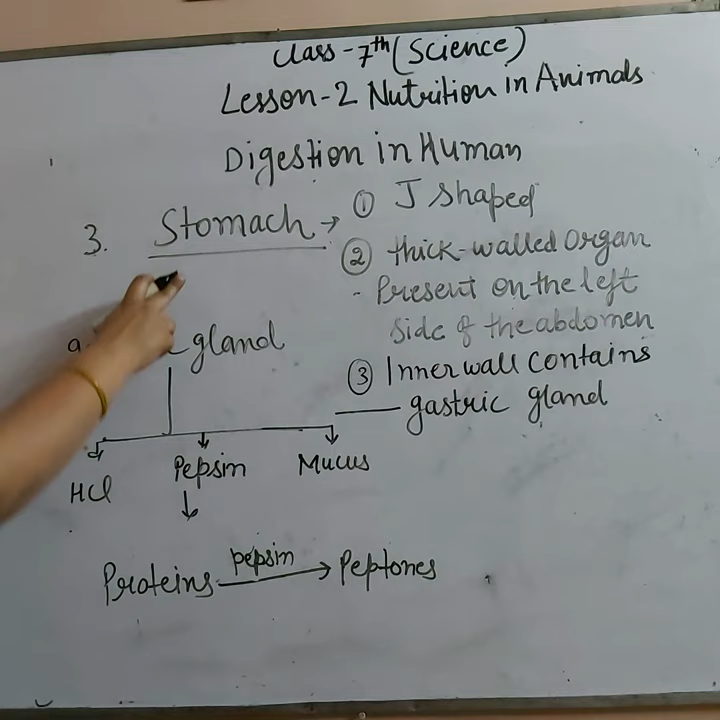 Class-7th (Science)
Lesson-2 Nutrition in Animals
Digestion in Human
3. Stomach → ① J shaped
② thick-walled Organ
- Present on the left
side of the abdomen
gland
③ Inner wall contains
gastric gland
HCl Pepsin Mucus
Proteins pepsin → Peptones